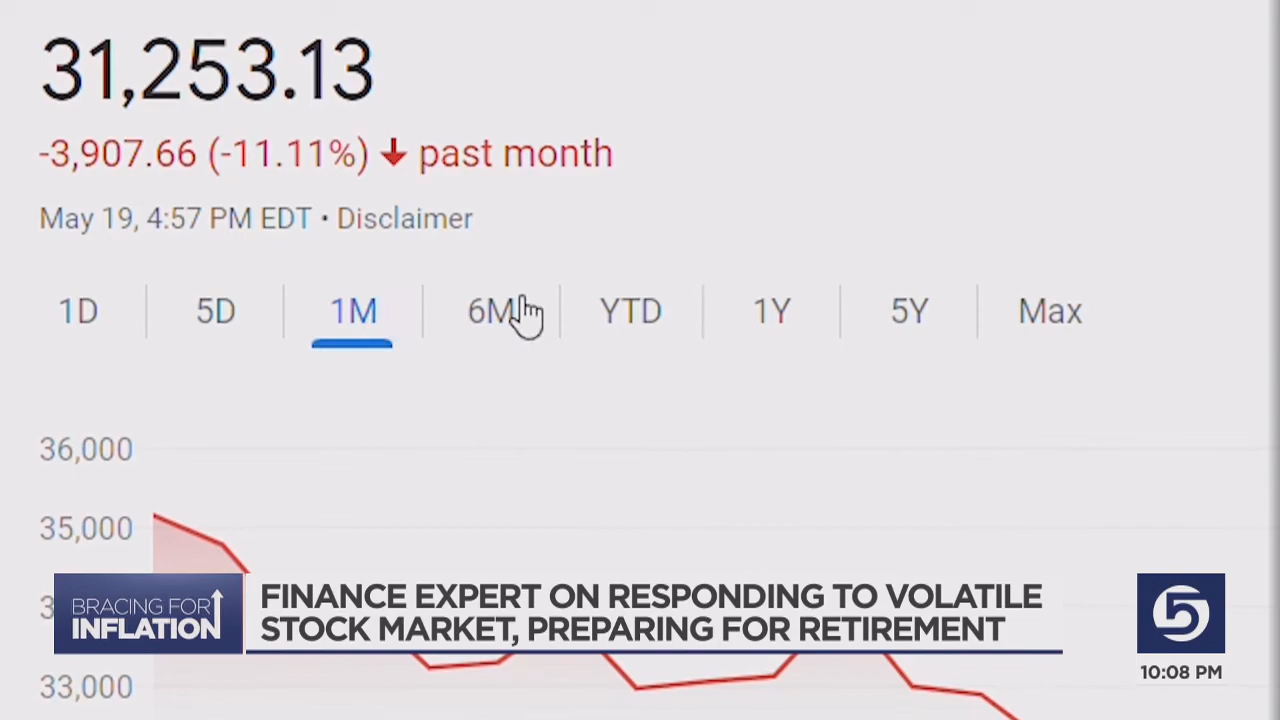 31,253.13
-3,907.66 (-11.11%) ↓ past month
May 19, 4:57 PM EDT • Disclaimer
1D 5D 1M 6M YTD 1Y 5Y Max
36,000
35,000
3
33,000
BRACING FOR
INFLATION
FINANCE EXPERT ON RESPONDING TO VOLATILE
STOCK MARKET, PREPARING FOR RETIREMENT
5
10:08 PM